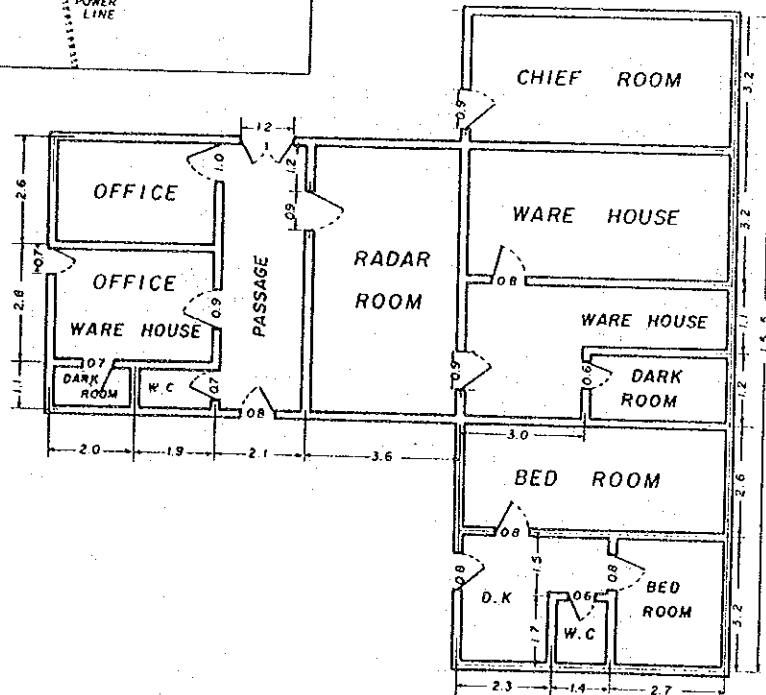 POWER
LINE
CHIEF ROOM
3.2
0.9
1.2
1.0
1.2
2.6
OFFICE
0.9
WARE HOUSE
3.2
RADAR
ROOM
0.7
OFFICE
WARE HOUSE
0.9
PASSAGE
2.8
0.8
WARE HOUSE
1.1
0.7
DARK
ROOM
W.C
0.7
1.1
0.8
0.9
0.6
DARK
ROOM
1.2
3.0
2.0
1.9
2.1
3.6
BED ROOM
2.6
0.8
0.8
1.5
D.K
0.8
BED
ROOM
0.6
W.C
1.7
3.2
2.3
1.4
2.7